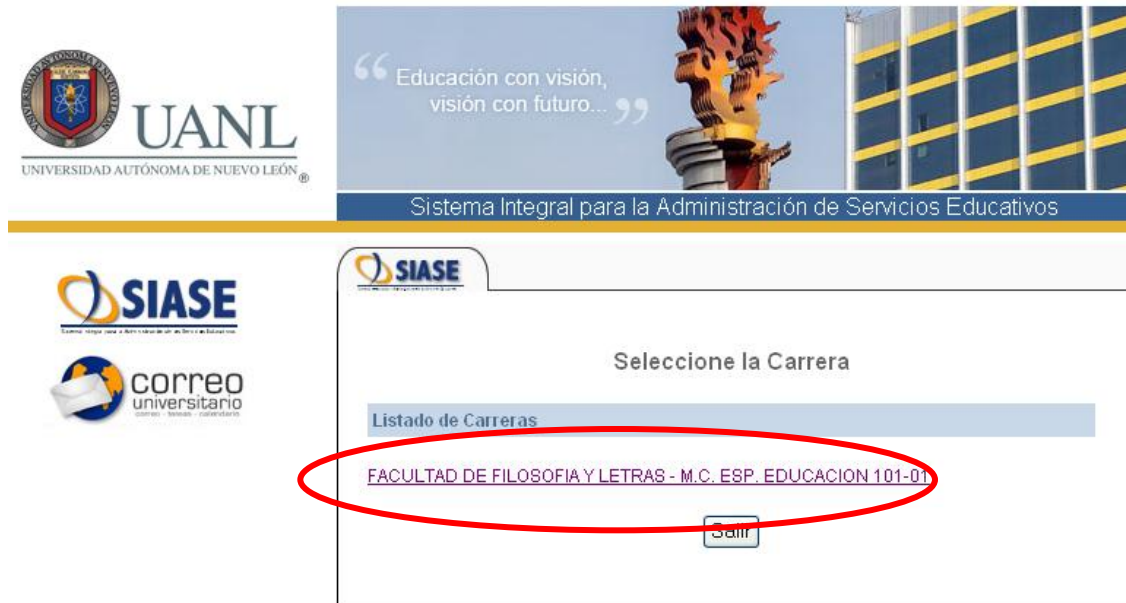 “ Educación con visión,
visión con futuro... ”
UANL
UNIVERSIDAD AUTÓNOMA DE NUEVO LEÓN ®
Sistema Integral para la Administración de Servicios Educativos
SIASE
SIASE
correo
universitario
Seleccione la Carrera
Listado de Carreras
FACULTAD DE FILOSOFIA Y LETRAS - M.C. ESP. EDUCACION 101-01
Salir